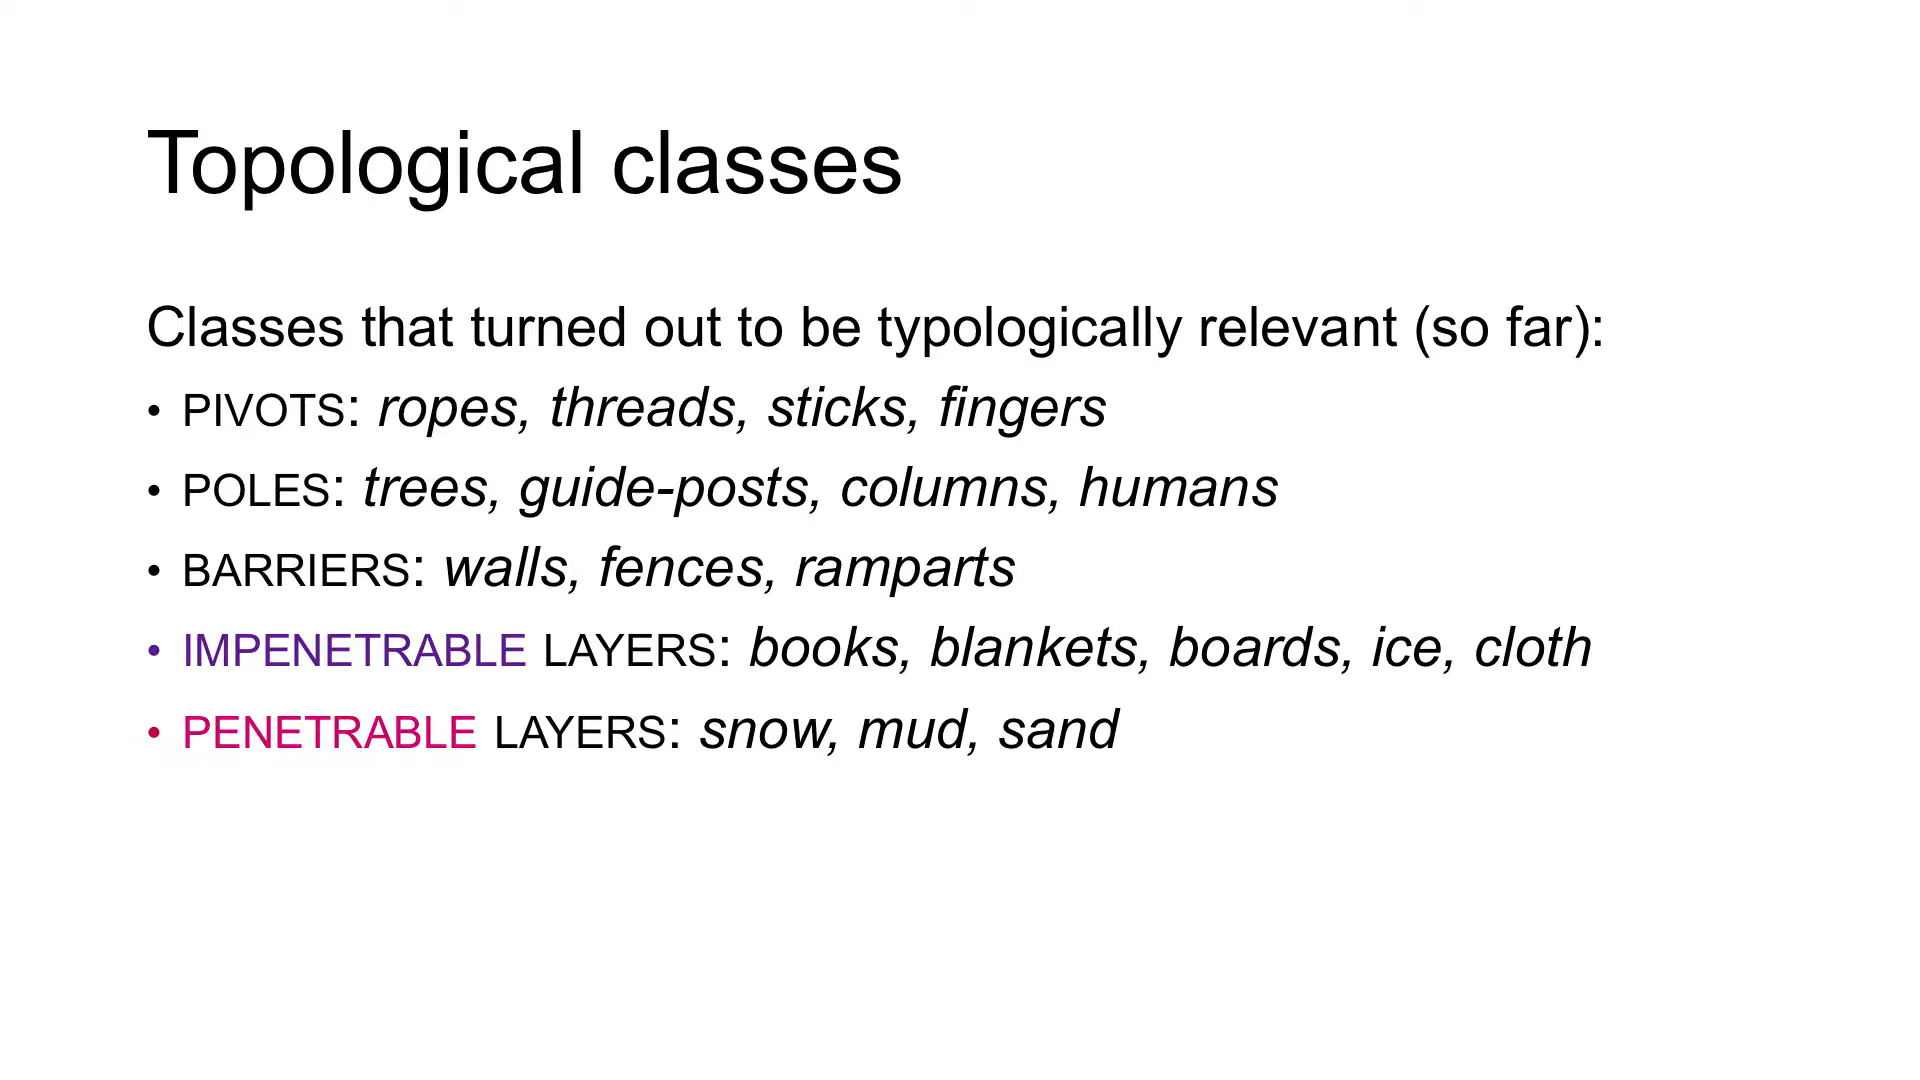 Topological classes
Classes that turned out to be typologically relevant (so far):
• PIVOTS: ropes, threads, sticks, fingers
• POLES: trees, guide-posts, columns, humans
• BARRIERS: walls, fences, ramparts
• IMPENETRABLE LAYERS: books, blankets, boards, ice, cloth
• PENETRABLE LAYERS: snow, mud, sand